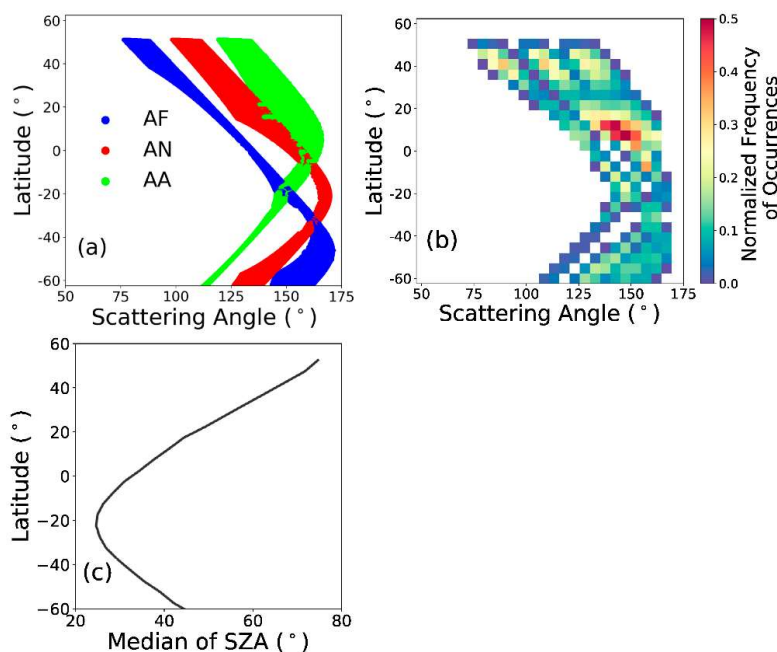 60
40
20
0
-20
-40
-60
Latitude (°)
AF
AN
AA
(a)
50 75 100 125 150 175
Scattering Angle (°)
60
40
20
0
-20
-40
-60
Latitude (°)
(b)
50 75 100 125 150 175
Scattering Angle (°)
0.5
0.4
0.3
0.2
0.1
0.0
Normalized Frequency
of Occurrences
60
40
20
0
−20
−40
−60
Latitude (°)
(c)
20 40 60 80
Median of SZA (°)